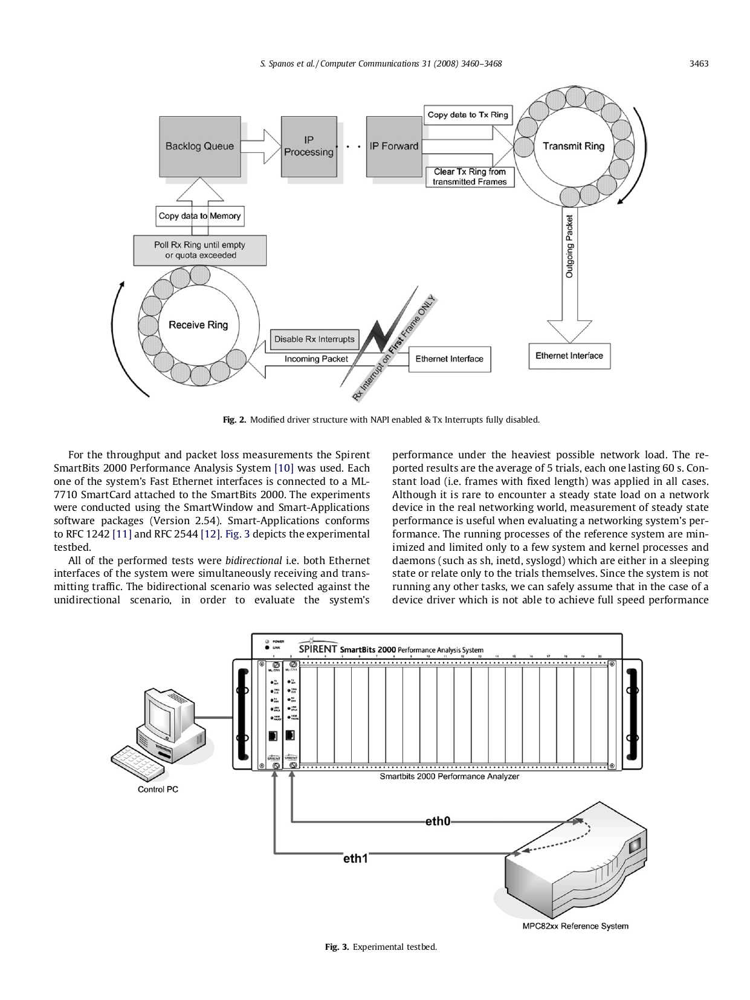 S. Spanos et al. / Computer Communications 31 (2008) 3460–3468
3463
Copy data to Tx Ring
Backlog Queue
IP
Processing
. . .
IP Forward
Transmit Ring
Clear Tx Ring from
transmitted Frames
Copy data to Memory
Outgoing Packet
Poll Rx Ring until empty
or quota exceeded
Receive Ring
Disable Rx Interrupts
Incoming Packet
Rx Interrupt on First Frame ONLY
Ethernet Interface
Ethernet Interface
Fig. 2. Modified driver structure with NAPI enabled & Tx Interrupts fully disabled.
For the throughput and packet loss measurements the Spirent
SmartBits 2000 Performance Analysis System [10] was used. Each
one of the system's Fast Ethernet interfaces is connected to a ML-
7710 SmartCard attached to the SmartBits 2000. The experiments
were conducted using the SmartWindow and Smart-Applications
software packages (Version 2.54). Smart-Applications conforms
to RFC 1242 [11] and RFC 2544 [12]. Fig. 3 depicts the experimental
testbed.
All of the performed tests were bidirectional i.e. both Ethernet
interfaces of the system were simultaneously receiving and trans-
mitting traffic. The bidirectional scenario was selected against the
unidirectional scenario, in order to evaluate the system's
performance under the heaviest possible network load. The re-
ported results are the average of 5 trials, each one lasting 60 s. Con-
stant load (i.e. frames with fixed length) was applied in all cases.
Although it is rare to encounter a steady state load on a network
device in the real networking world, measurement of steady state
performance is useful when evaluating a networking system's per-
formance. The running processes of the reference system are min-
imized and limited only to a few system and kernel processes and
daemons (such as sh, inetd, syslogd) which are either in a sleeping
state or relate only to the trials themselves. Since the system is not
running any other tasks, we can safely assume that in the case of a
device driver which is not able to achieve full speed performance
POWER
LINK
SPIRENT SmartBits 2000 Performance Analysis System
1 2 3 4 5 6 7 8 9 10 11 12 13 14 15 16 17 18 19 20
ML-7711 ML-7711
SPIRENT SPIRENT
Smartbits 2000 Performance Analyzer
Control PC
eth0
eth1
MPC82xx Reference System
Fig. 3. Experimental testbed.